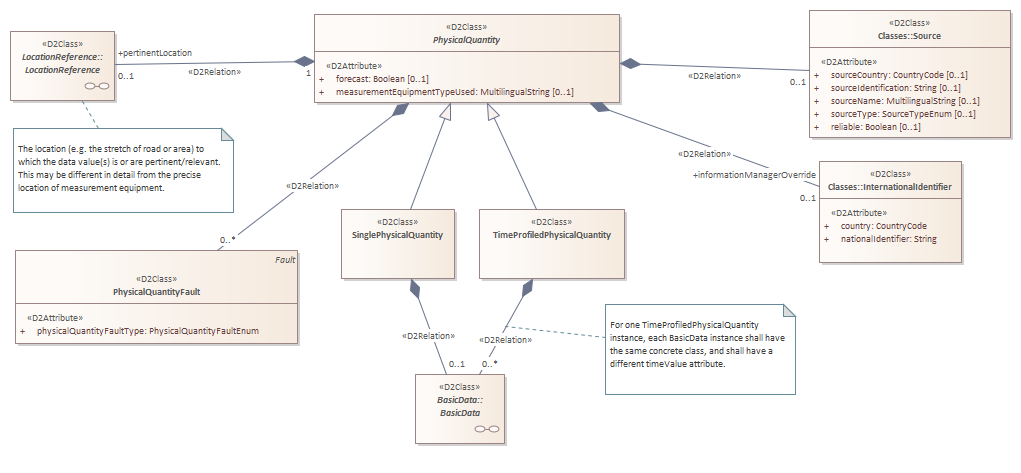 «D2Class»
LocationReference::
LocationReference
+pertinentLocation
0..1
«D2Relation»
1
«D2Class»
PhysicalQuantity
«D2Attribute»
+ forecast: Boolean [0..1]
+ measurementEquipmentTypeUsed: MultilingualString [0..1]
«D2Relation»
0..1
«D2Class»
Classes::Source
«D2Attribute»
+ sourceCountry: CountryCode [0..1]
+ sourceIdentification: String [0..1]
+ sourceName: MultilingualString [0..1]
+ sourceType: SourceTypeEnum [0..1]
+ reliable: Boolean [0..1]
The location (e.g. the stretch of road or area) to
which the data value(s) is or are pertinent/relevant.
This may be different in detail from the precise
location of measurement equipment.
«D2Relation»
0..*
«D2Relation»
+informationManagerOverride
0..1
«D2Class»
Classes::InternationalIdentifier
«D2Attribute»
+ country: CountryCode
+ nationalIdentifier: String
«D2Class»
SinglePhysicalQuantity
«D2Class»
TimeProfiledPhysicalQuantity
Fault
«D2Class»
PhysicalQuantityFault
«D2Attribute»
+ physicalQuantityFaultType: PhysicalQuantityFaultEnum
«D2Relation»
0..1
«D2Relation»
0..*
For one TimeProfiledPhysicalQuantity
instance, each BasicData instance shall have
the same concrete class, and shall have a
different timeValue attribute.
«D2Class»
BasicData::
BasicData